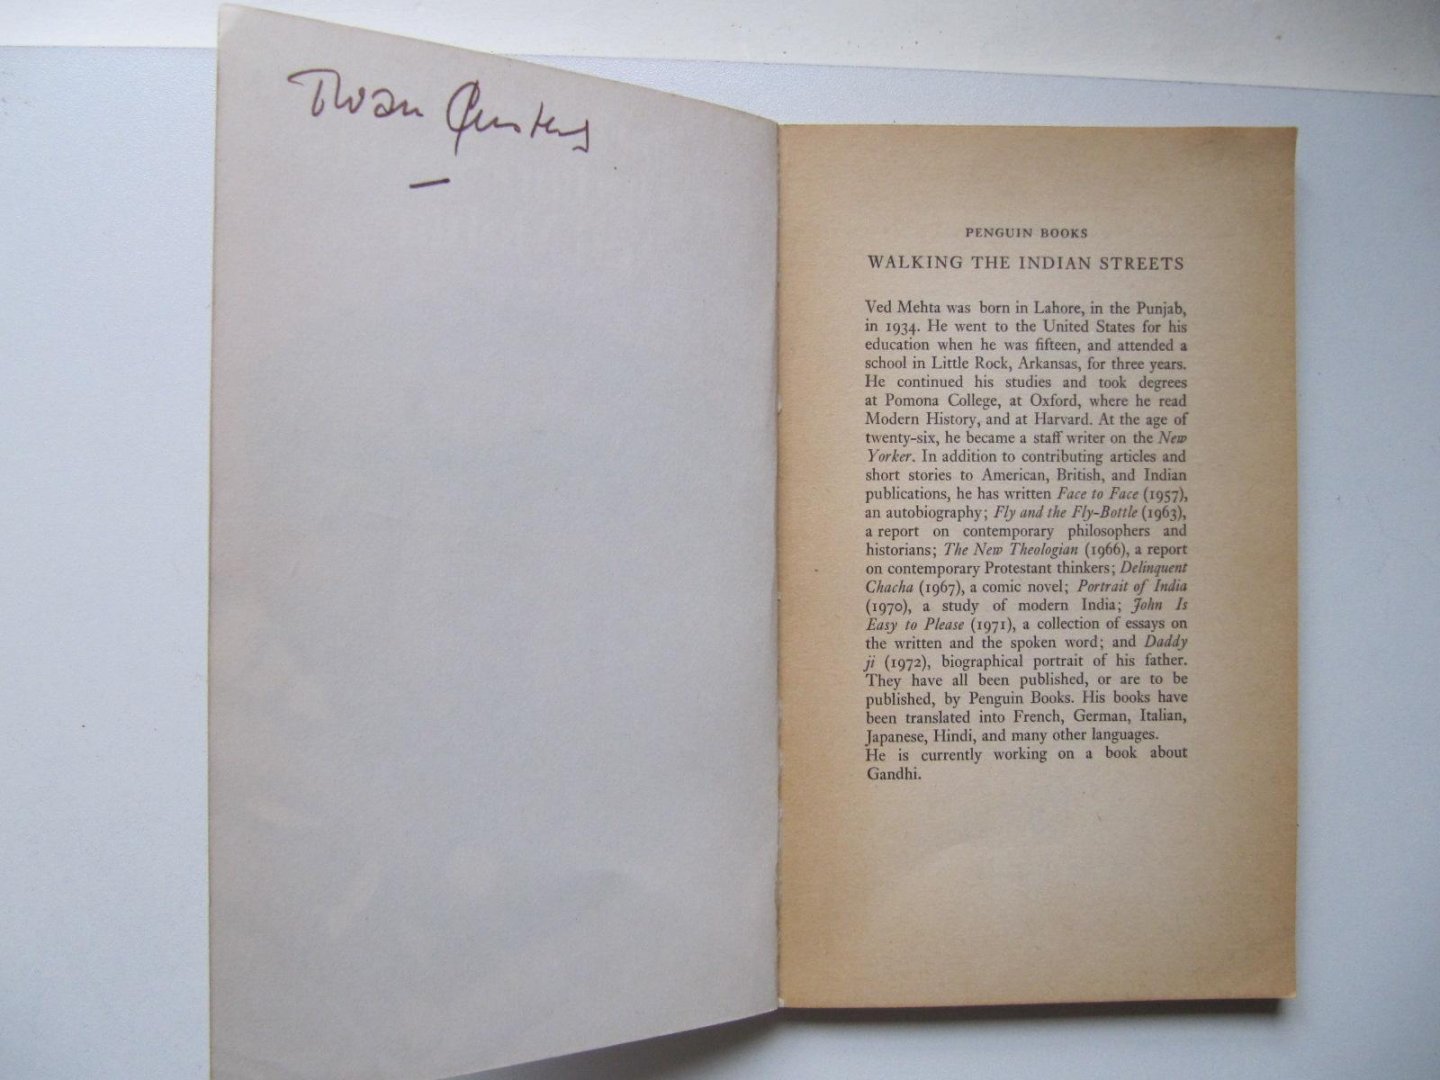 PENGUIN BOOKS
WALKING THE INDIAN STREETS
Ved Mehta was born in Lahore, in the Punjab,
in 1934. He went to the United States for his
education when he was fifteen, and attended a
school in Little Rock, Arkansas, for three years.
He continued his studies and took degrees
at Pomona College, at Oxford, where he read
Modern History, and at Harvard. At the age of
twenty-six, he became a staff writer on the New
Yorker. In addition to contributing articles and
short stories to American, British, and Indian
publications, he has written Face to Face (1957),
an autobiography; Fly and the Fly-Bottle (1963),
a report on contemporary philosophers and
historians; The New Theologian (1966), a report
on contemporary Protestant thinkers; Delinquent
Chacha (1967), a comic novel; Portrait of India
(1970), a study of modern India; John Is
Easy to Please (1971), a collection of essays on
the written and the spoken word; and Daddy
ji (1972), biographical portrait of his father.
They have all been published, or are to be
published, by Penguin Books. His books have
been translated into French, German, Italian,
Japanese, Hindi, and many other languages.
He is currently working on a book about
Gandhi.